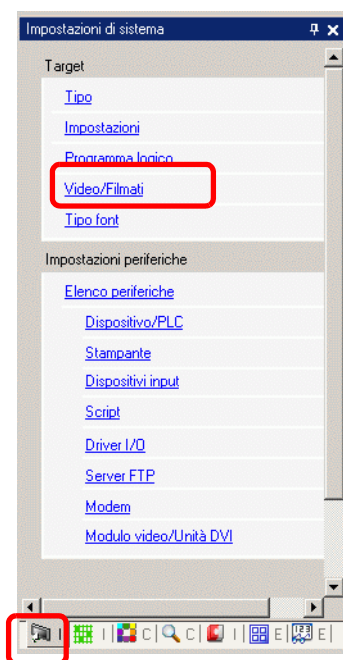 Impostazioni di sistema
Target
Tipo
Impostazioni
Programma logico
Video/Filmati
Tipo font
Impostazioni periferiche
Elenco periferiche
Dispositivo/PLC
Stampante
Dispositivi input
Script
Driver I/O
Server FTP
Modem
Modulo video/Unità DVI
I I C C I E E